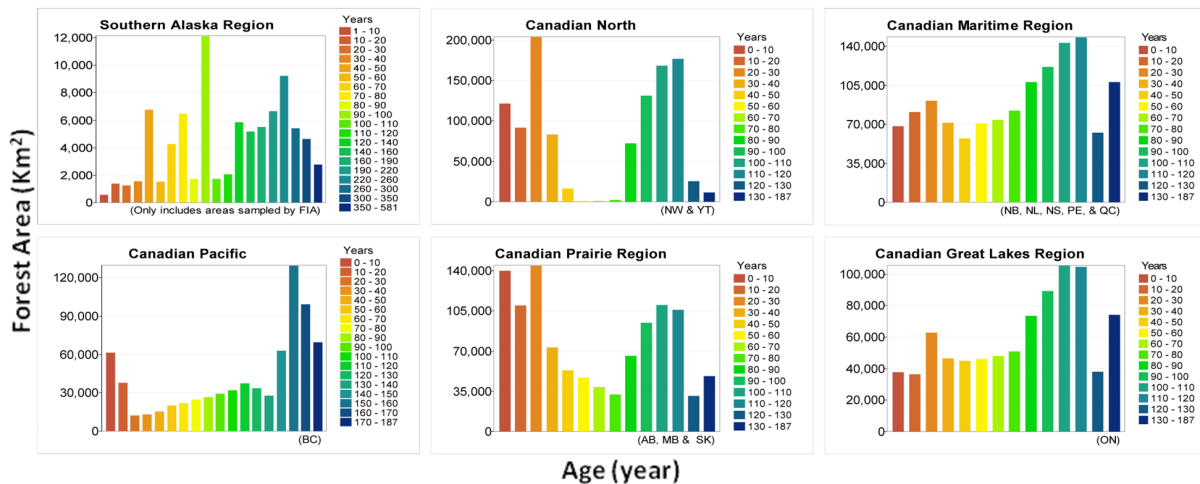 Forest Area (Km²)
Southern Alaska Region
12,000
10,000
8,000
6,000
4,000
2,000
0
(Only includes areas sampled by FIA)
Years
1 - 10
10 - 20
20 - 30
30 - 40
40 - 50
50 - 60
60 - 70
70 - 80
80 - 90
90 - 100
100 - 110
110 - 120
120 - 140
140 - 160
160 - 190
190 - 220
220 - 260
260 - 300
300 - 350
350 - 581
Canadian North
200,000
150,000
100,000
50,000
0
(NW & YT)
Years
0 - 10
10 - 20
20 - 30
30 - 40
40 - 50
50 - 60
60 - 70
70 - 80
80 - 90
90 - 100
100 - 110
110 - 120
120 - 130
130 - 187
Canadian Maritime Region
140,000
105,000
70,000
35,000
0
(NB, NL, NS, PE, & QC)
Years
0 - 10
10 - 20
20 - 30
30 - 40
40 - 50
50 - 60
60 - 70
70 - 80
80 - 90
90 - 100
100 - 110
110 - 120
120 - 130
130 - 187
Canadian Pacific
120,000
90,000
60,000
30,000
0
(BC)
Years
0 - 10
10 - 20
20 - 30
30 - 40
40 - 50
50 - 60
60 - 70
70 - 80
80 - 90
90 - 100
100 - 110
110 - 120
120 - 130
130 - 140
140 - 150
150 - 160
160 - 170
170 - 187
Canadian Prairie Region
140,000
105,000
70,000
35,000
0
(AB, MB & SK)
Years
0 - 10
10 - 20
20 - 30
30 - 40
40 - 50
50 - 60
60 - 70
70 - 80
80 - 90
90 - 100
100 - 110
110 - 120
120 - 130
130 - 187
Canadian Great Lakes Region
100,000
80,000
60,000
40,000
20,000
0
(ON)
Years
0 - 10
10 - 20
20 - 30
30 - 40
40 - 50
50 - 60
60 - 70
70 - 80
80 - 90
90 - 100
100 - 110
110 - 120
120 - 130
130 - 187
Age (year)